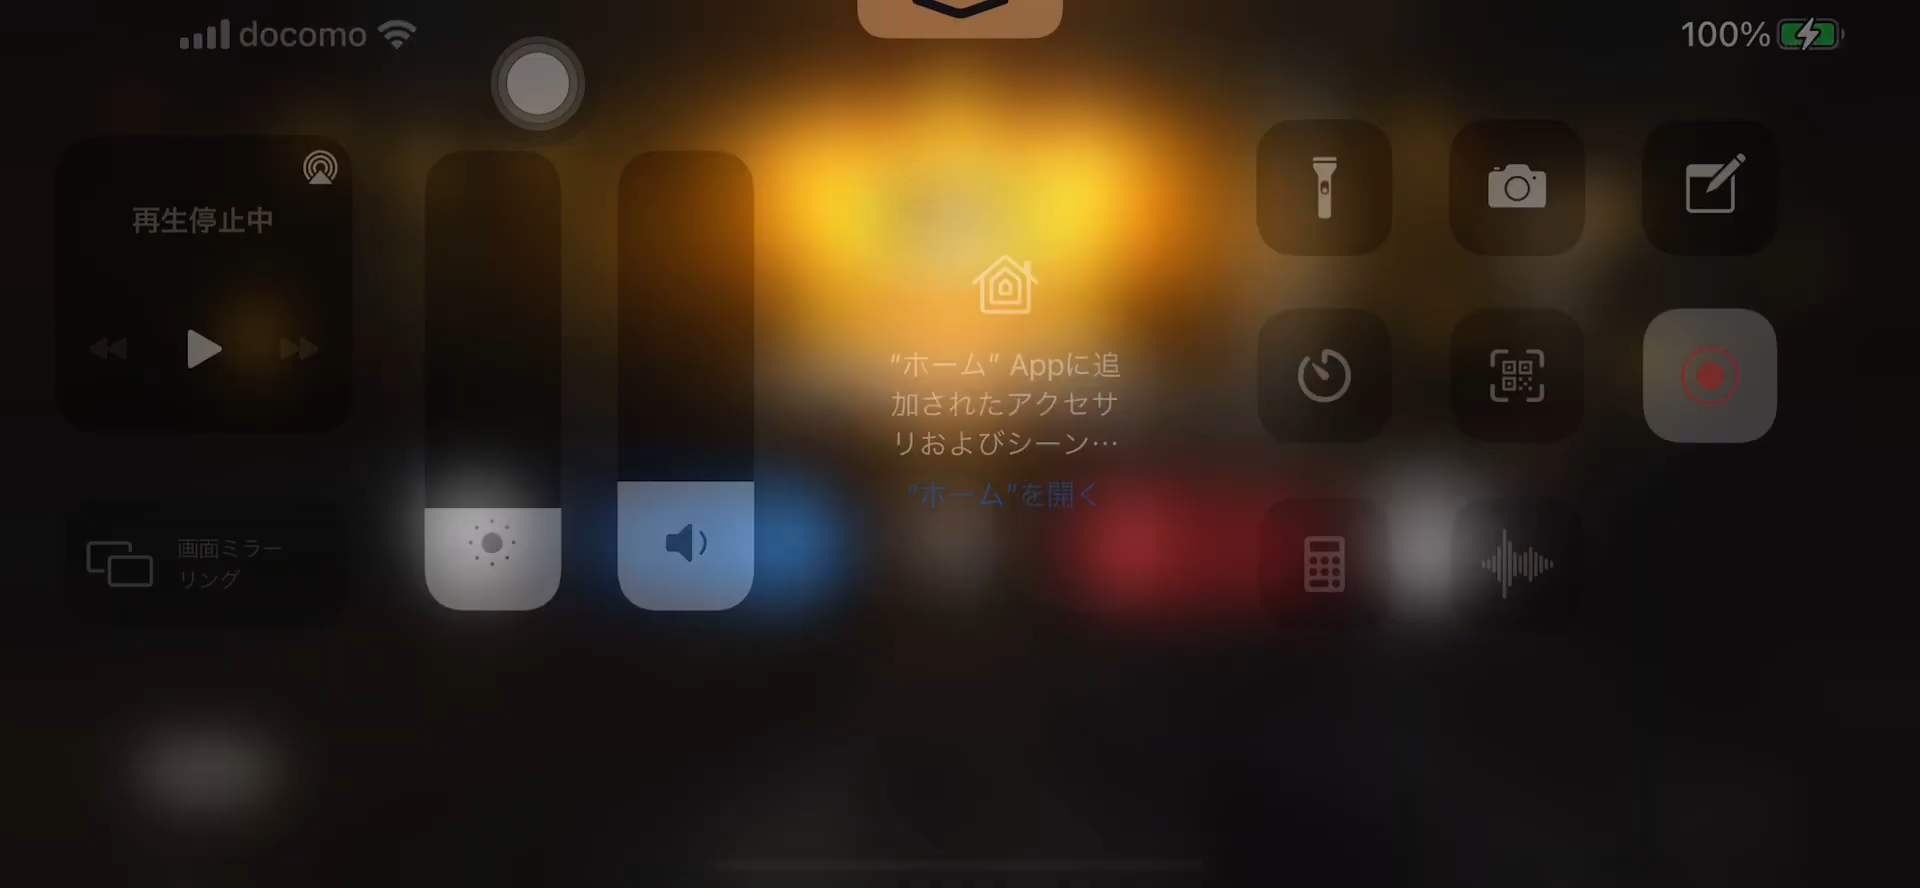 docomo
100%
再生停止中
“ホーム” Appに追
加されたアクセサ
リおよびシーン…
“ホーム”を開く
画面ミラー
リング